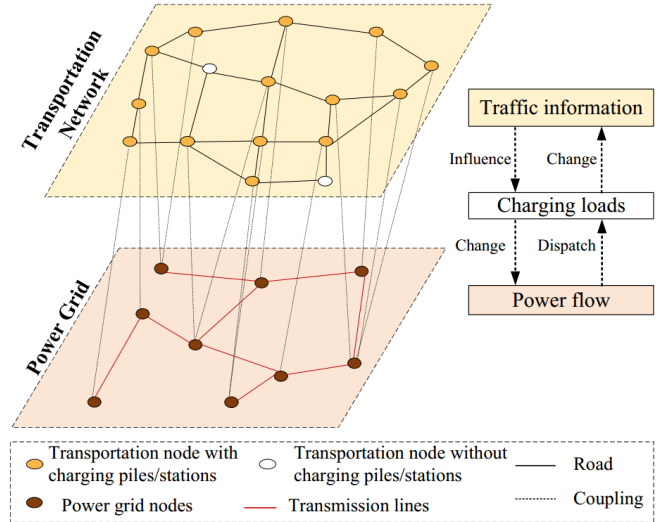 Transportation
Network
Traffic information
Influence
Change
Charging loads
Change
Dispatch
Power flow
Power Grid
Transportation node with
charging piles/stations
Transportation node without
charging piles/stations
Road
Coupling
Power grid nodes
Transmission lines